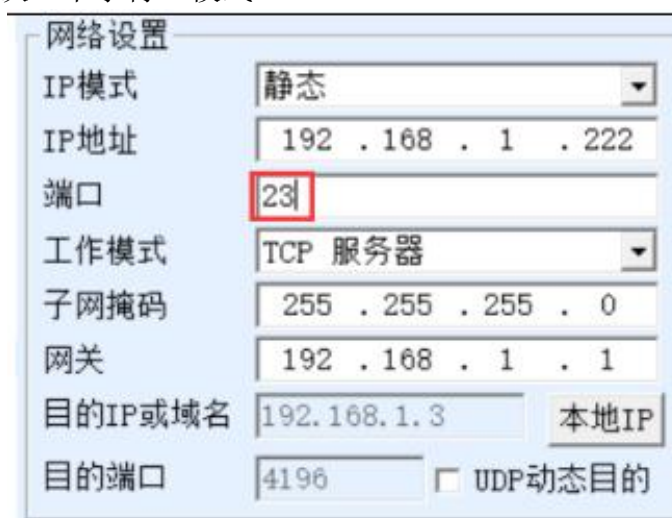 网络设置
IP模式 静态
IP地址 192 . 168 . 1 . 222
端口 23
工作模式 TCP 服务器
子网掩码 255 . 255 . 255 . 0
网关 192 . 168 . 1 . 1
目的IP或域名 192.168.1.3 本地IP
目的端口 4196 UDP动态目的